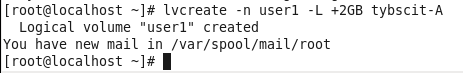 [root@localhost ~]# lvcreate -n user1 -L +2GB tybscit-A
  Logical volume "user1" created
You have new mail in /var/spool/mail/root
[root@localhost ~]#